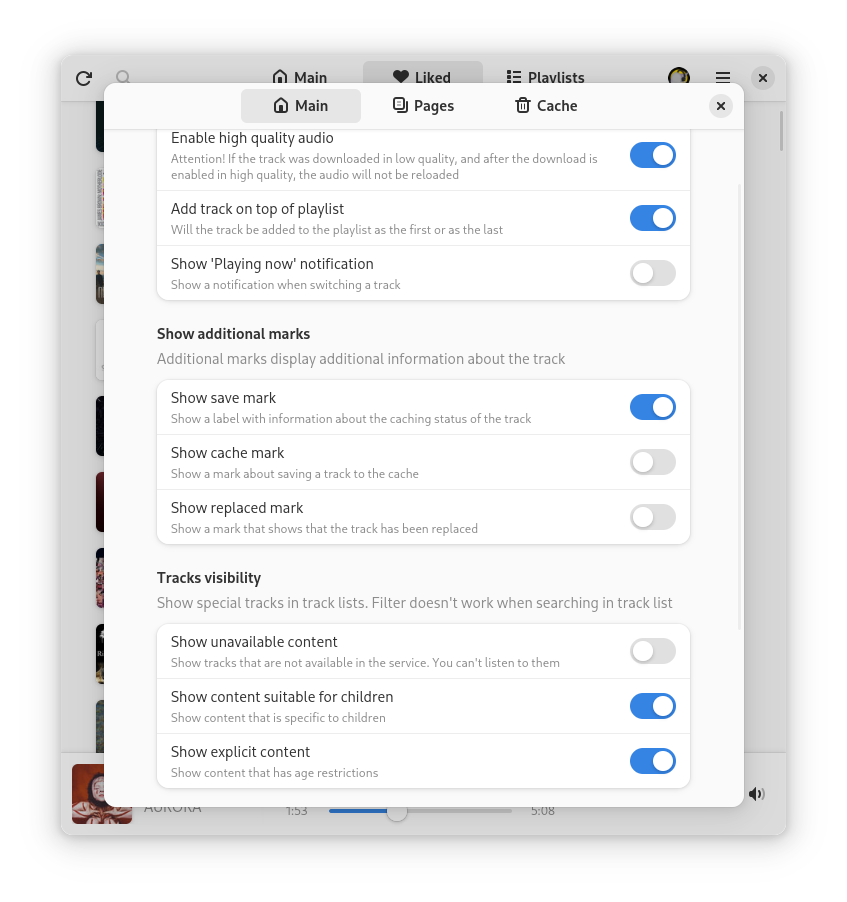 Main
Liked
Playlists
Main
Pages
Cache
Enable high quality audio
Attention! If the track was downloaded in low quality, and after the download is
enabled in high quality, the audio will not be reloaded
Add track on top of playlist
Will the track be added to the playlist as the first or as the last
Show 'Playing now' notification
Show a notification when switching a track
Show additional marks
Additional marks display additional information about the track
Show save mark
Show a label with information about the caching status of the track
Show cache mark
Show a mark about saving a track to the cache
Show replaced mark
Show a mark that shows that the track has been replaced
Tracks visibility
Show special tracks in track lists. Filter doesn't work when searching in track list
Show unavailable content
Show tracks that are not available in the service. You can't listen to them
Show content suitable for children
Show content that is specific to children
Show explicit content
Show content that has age restrictions
AURORA
1:53
5:08